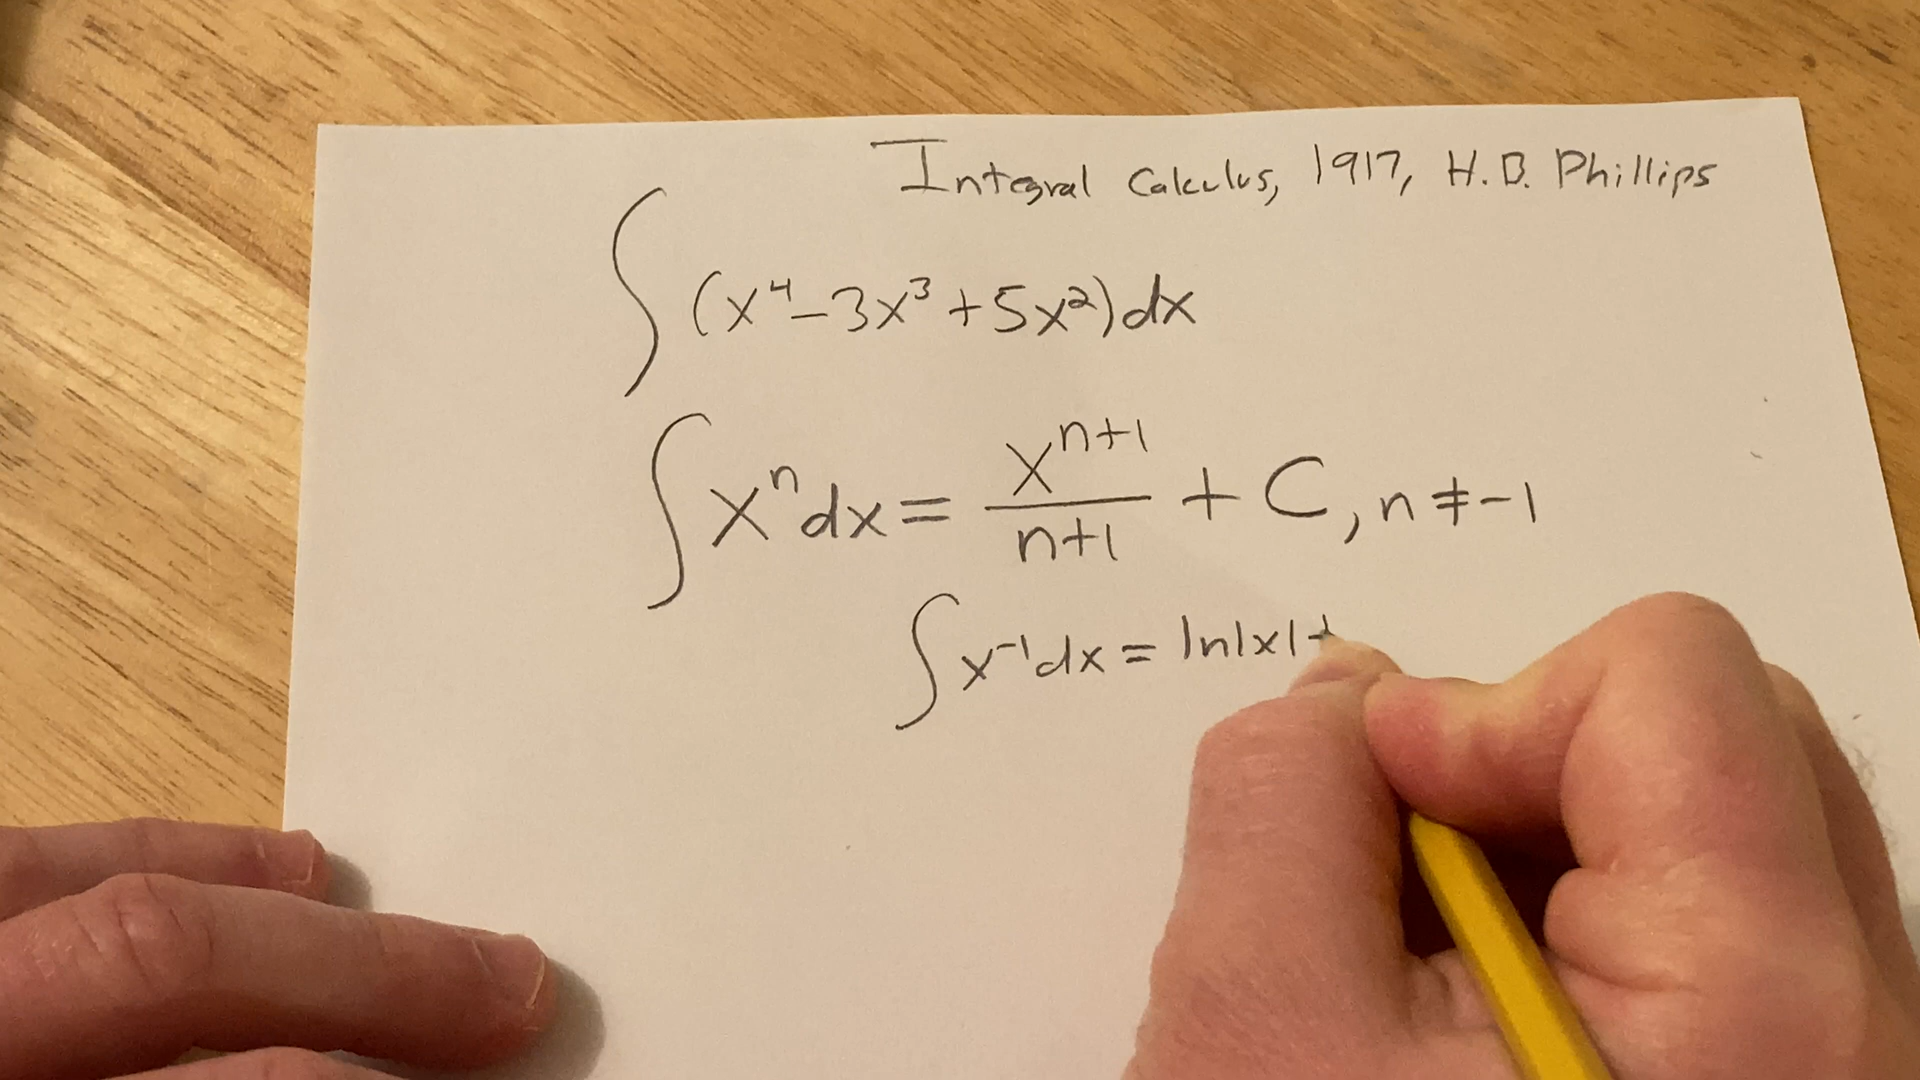 Integral Calculus, 1917, H.B. Phillips
∫(x⁴-3x³+5x²)dx
∫xⁿdx = xⁿ⁺¹/n+1 + C, n≠-1
∫x⁻¹dx = ln|x|+